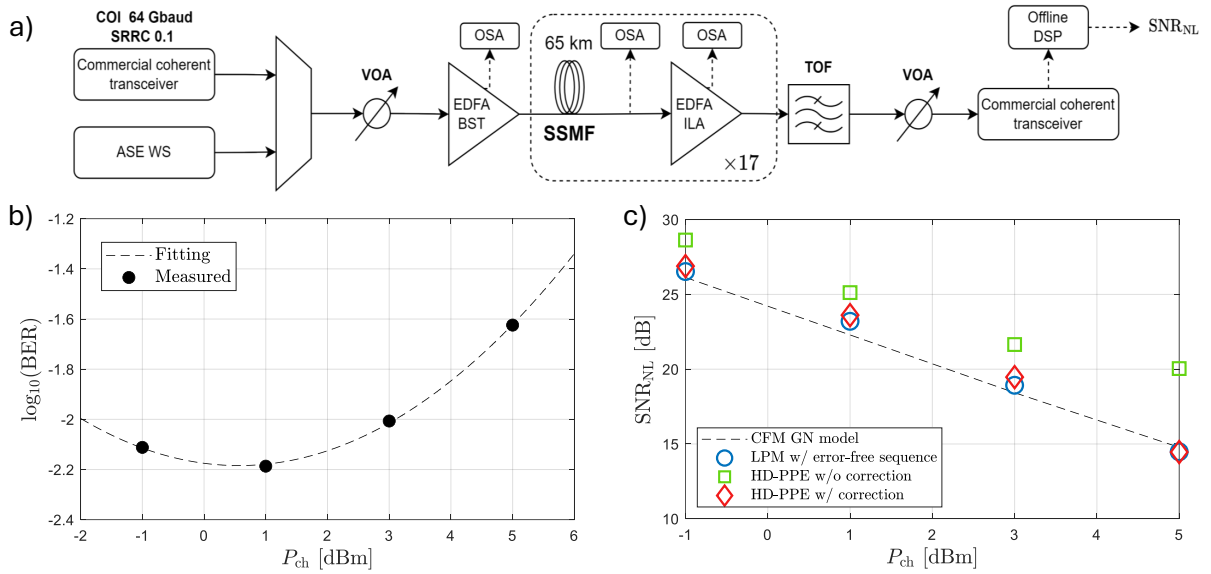 a)
COI 64 Gbaud
SRRC 0.1
Commercial coherent
transceiver
ASE WS
VOA
EDFA
BST
OSA
65 km
SSMF
OSA
OSA
EDFA
ILA
×17
TOF
VOA
Offline
DSP
SNR_NL
Commercial coherent
transceiver
b)
-1.2
-1.4
-1.6
-1.8
-2
-2.2
-2.4
log₁₀(BER)
Fitting
Measured
-2 -1 0 1 2 3 4 5 6
P_ch [dBm]
c)
30
25
20
15
10
SNR_NL [dB]
CFM GN model
LPM w/ error-free sequence
HD-PPE w/o correction
HD-PPE w/ correction
-1 0 1 2 3 4 5
P_ch [dBm]